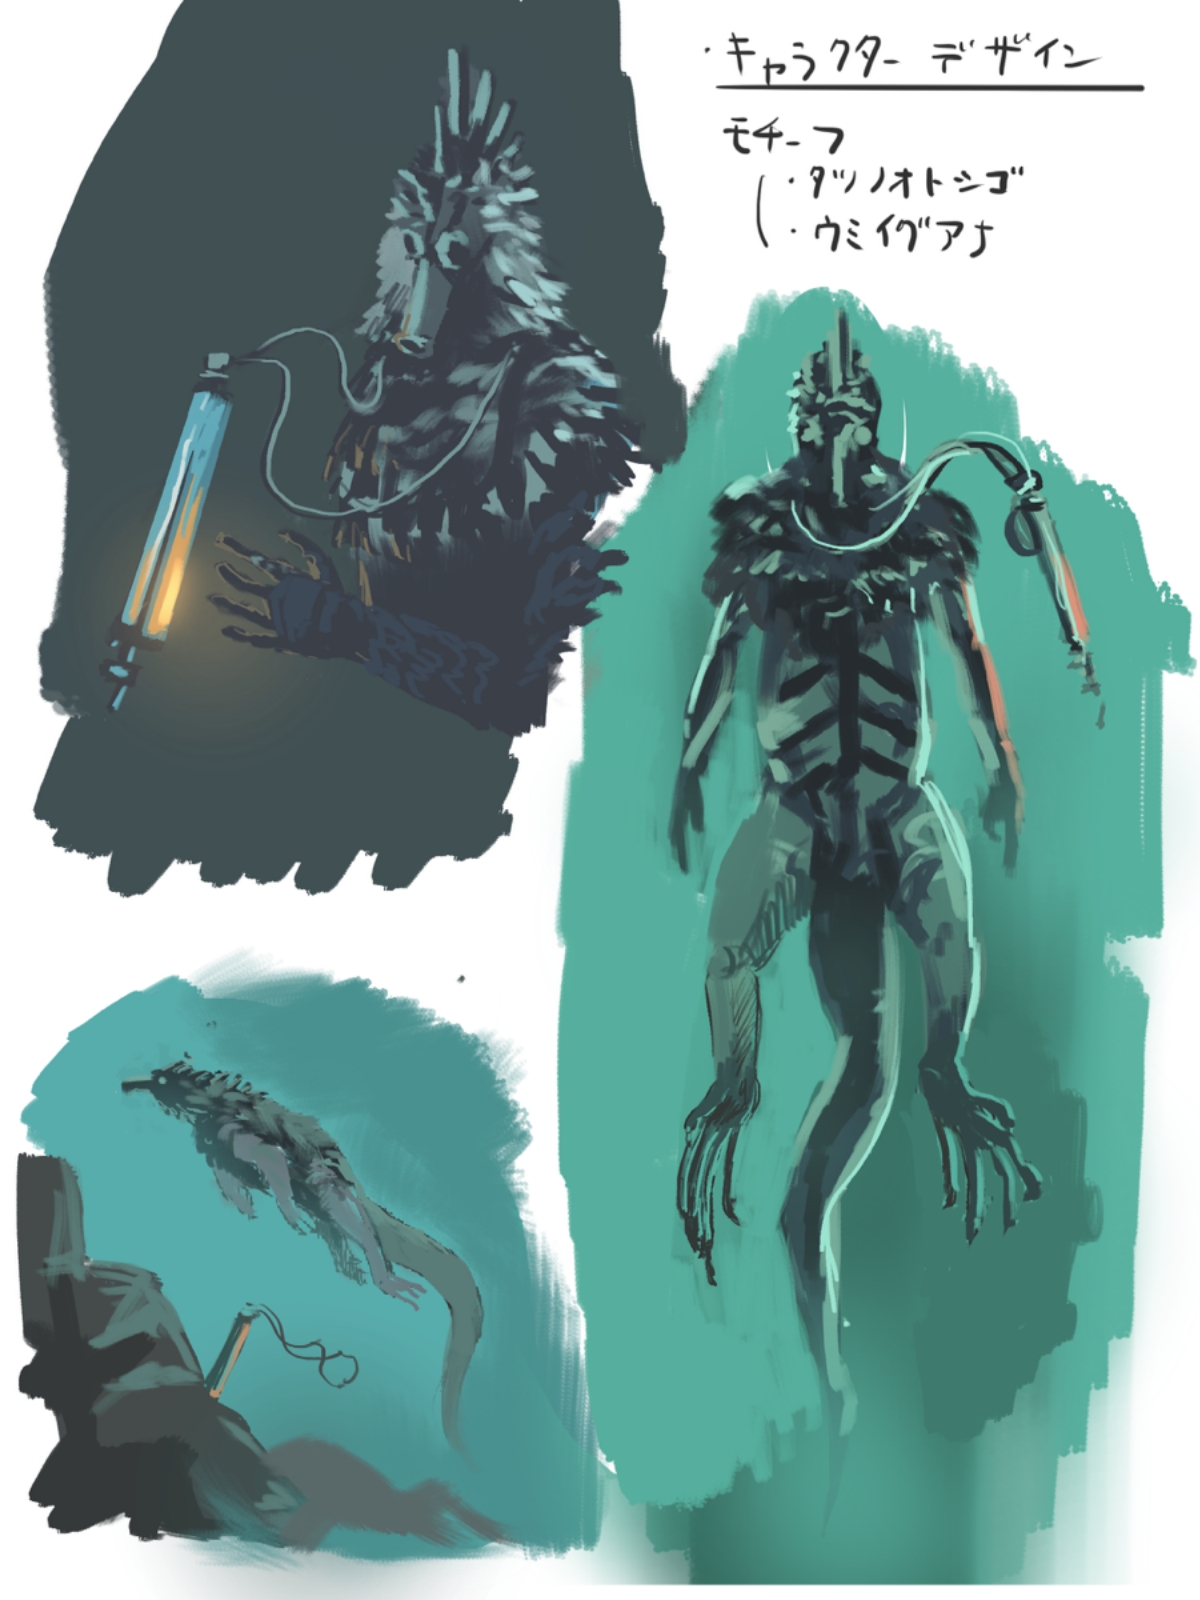 ・キャラクターデザイン
モチーフ
・タツノオトシゴ
・ウミイグアナ